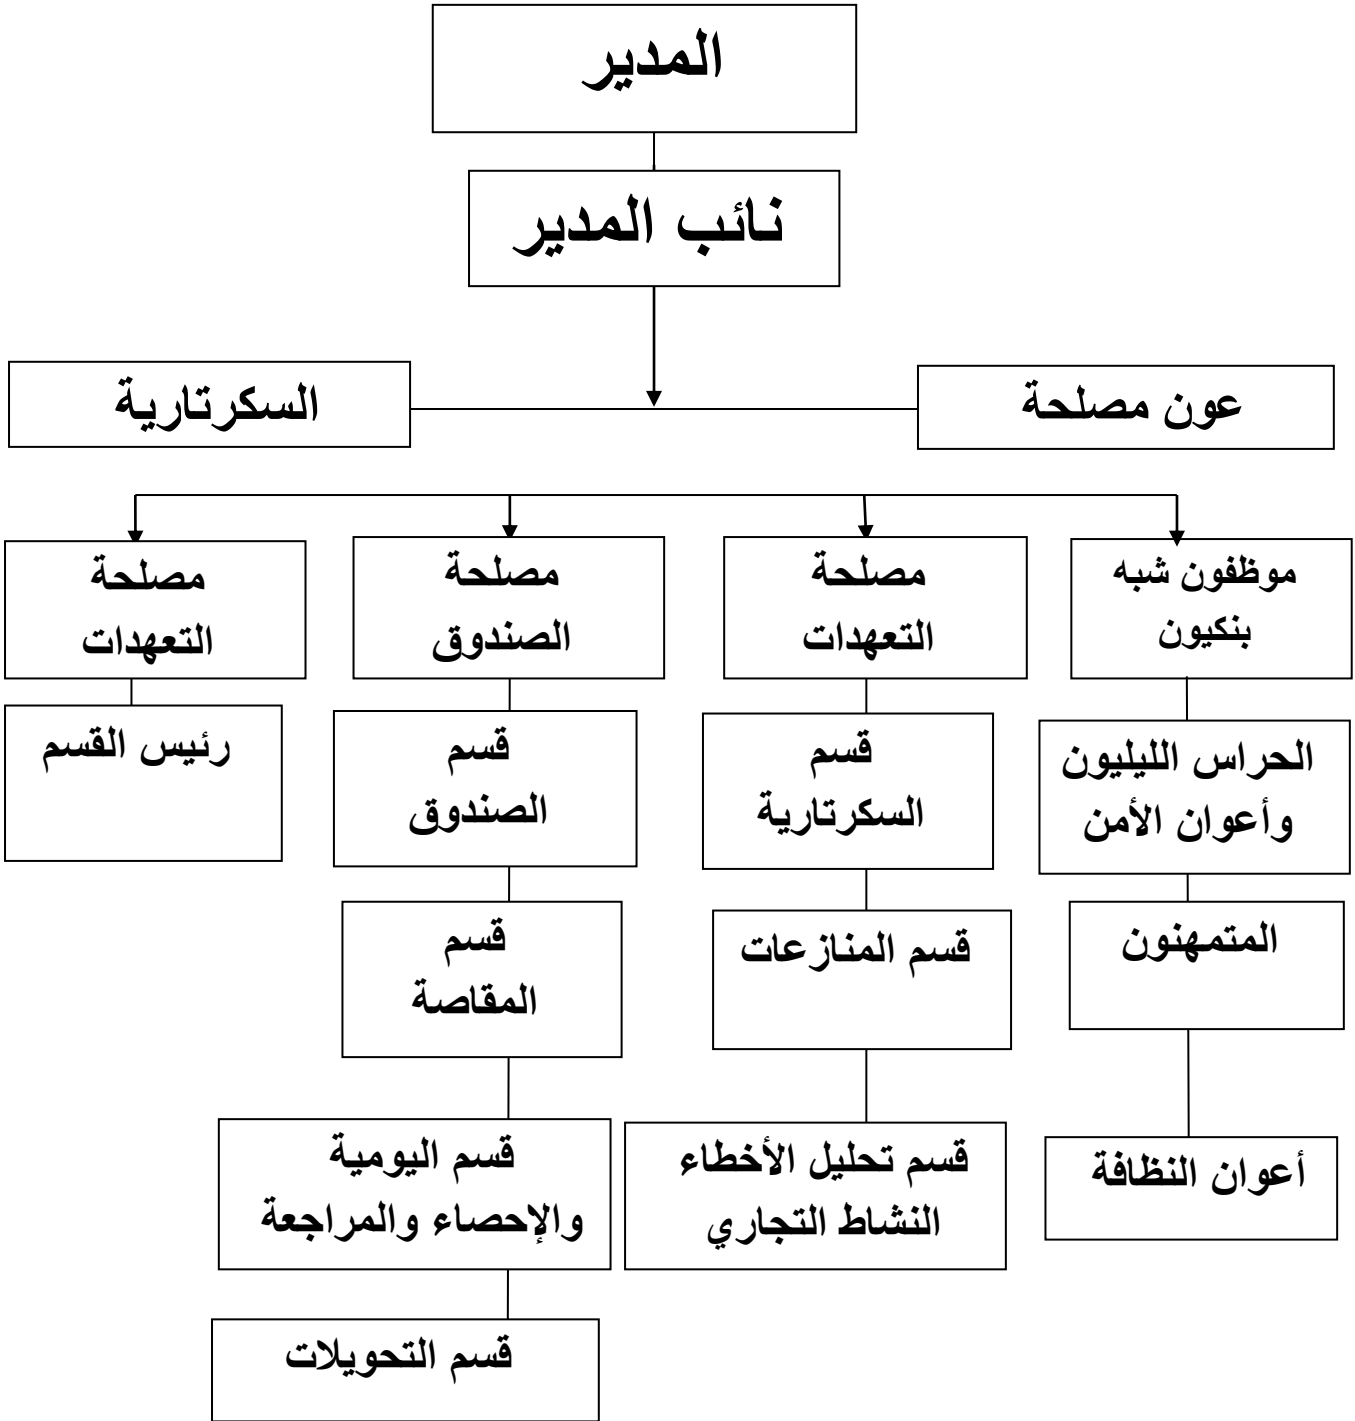 المدير
نائب المدير
عون مصلحة
السكرتارية
موظفون شبه
بنكيون
مصلحة
التعهدات
مصلحة
الصندوق
مصلحة
التعهدات
الحراس الليليون
وأعوان الأمن
قسم
السكرتارية
قسم
الصندوق
رئيس القسم
المتمهنون
قسم المنازعات
قسم
المقاصة
أعوان النظافة
قسم تحليل الأخطاء
النشاط التجاري
قسم اليومية
والإحصاء والمراجعة
قسم التحويلات